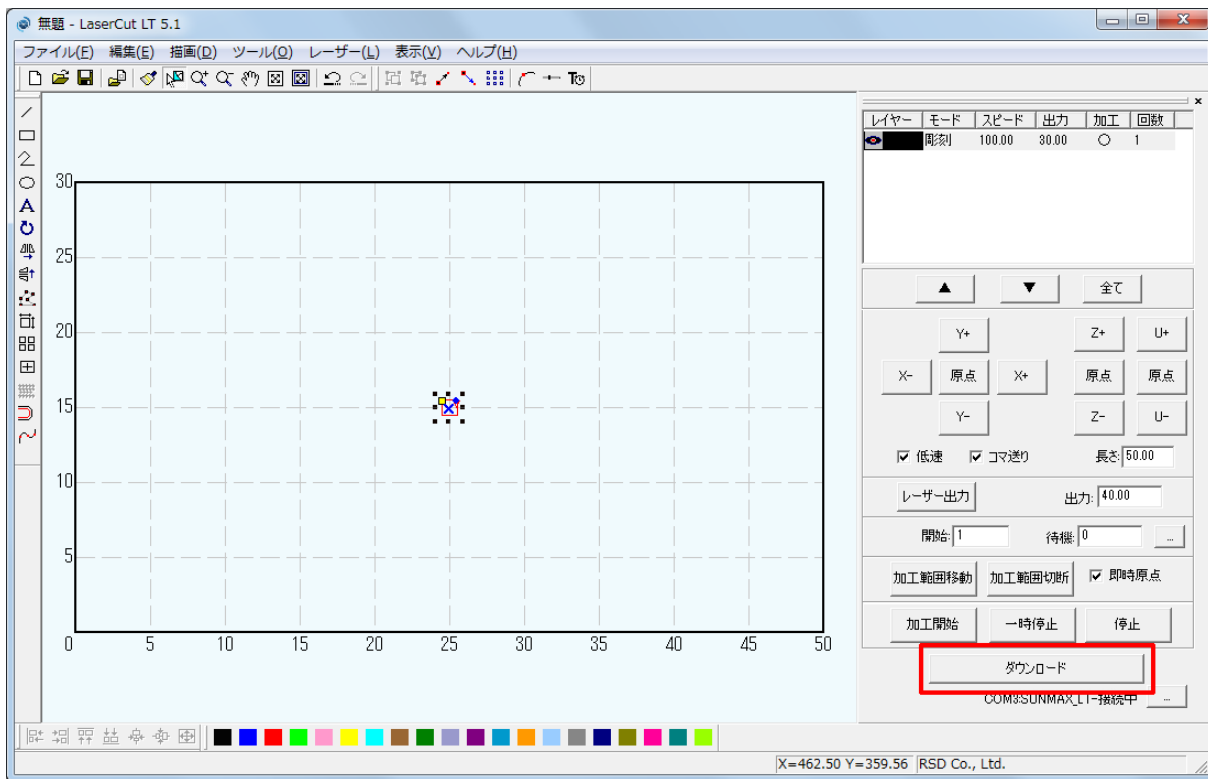 無題 - LaserCut LT 5.1
ファイル(F) 編集(E) 描画(D) ツール(O) レーザー(L) 表示(V) ヘルプ(H)
レイヤー モード スピード 出力 加工 回数
彫刻 100.00 30.00 ○ 1
30
25
20
15
10
5
0 5 10 15 20 25 30 35 40 45 50
▲ ▼ 全て
Y+ Z+ U+
X- 原点 X+ 原点 原点
Y- Z- U-
低速 コマ送り 長さ: 50.00
レーザー出力 出力: 40.00
開始: 1 待機: 0 ...
加工範囲移動 加工範囲切断 即時原点
加工開始 一時停止 停止
ダウンロード
COM3:SUNMAX_LT-接続中 ...
X=462.50 Y=359.56 RSD Co., Ltd.